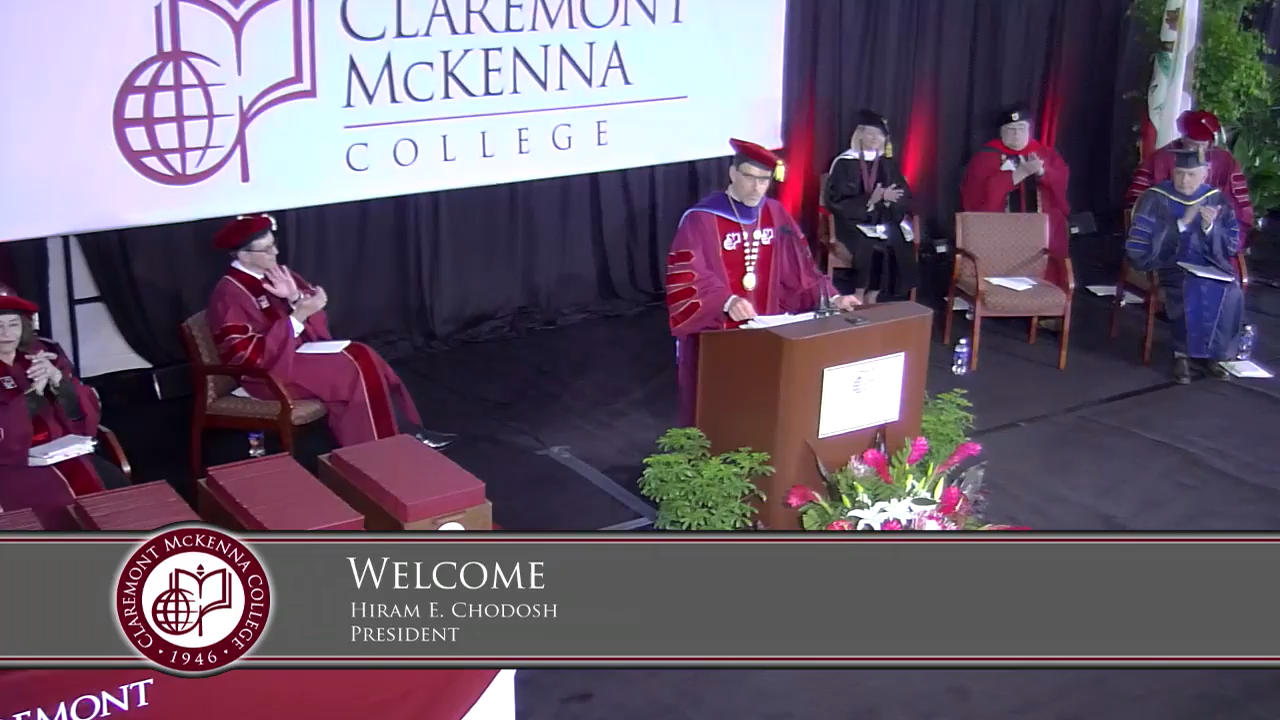 CLAREMONT
McKENNA
COLLEGE
WELCOME
HIRAM E. CHODOSH
PRESIDENT
CLAREMONT McKENNA COLLEGE
• 1946 •
EMONT